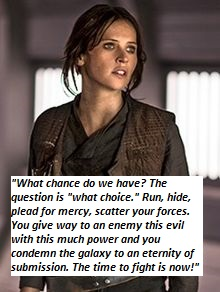 "What chance do we have? The
question is "what choice." Run, hide,
plead for mercy, scatter your forces.
You give way to an enemy this evil
with this much power and you
condemn the galaxy to an eternity of
submission. The time to fight is now!"